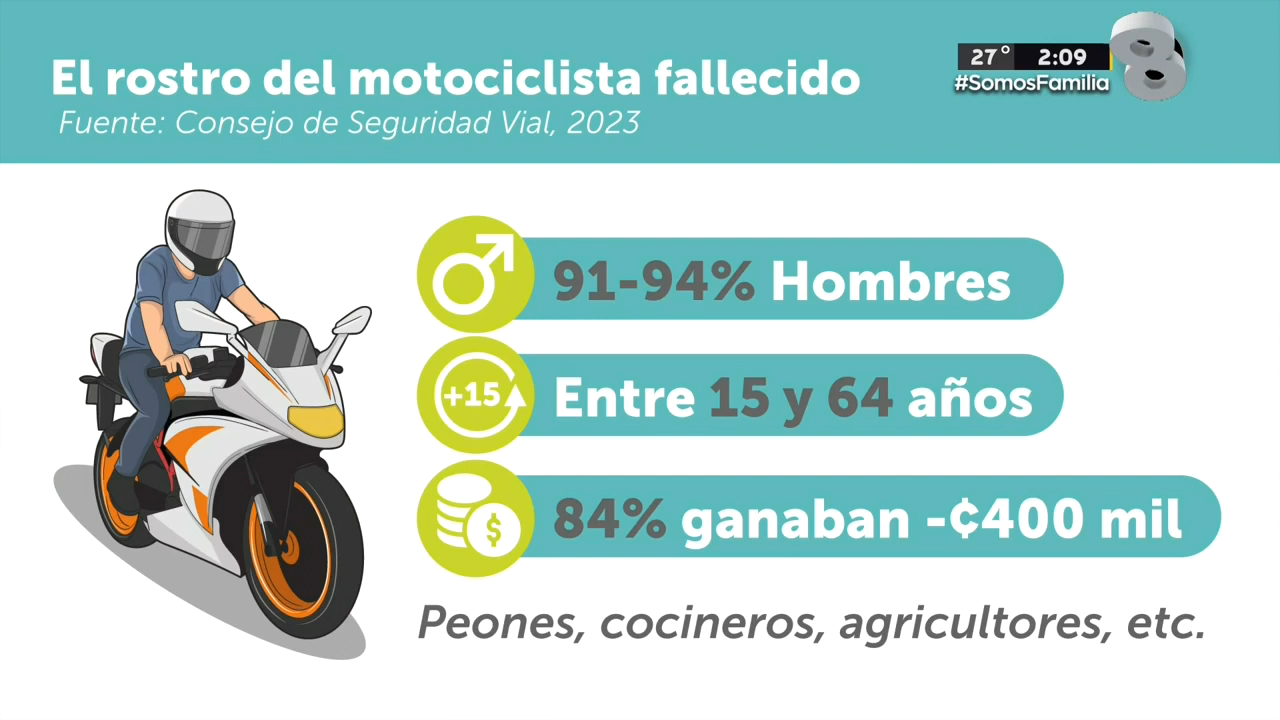 El rostro del motociclista fallecido
Fuente: Consejo de Seguridad Vial, 2023
27° 2:09
#SomosFamilia
8
91-94% Hombres
+15
Entre 15 y 64 años
$
84% ganaban -¢400 mil
Peones, cocineros, agricultores, etc.